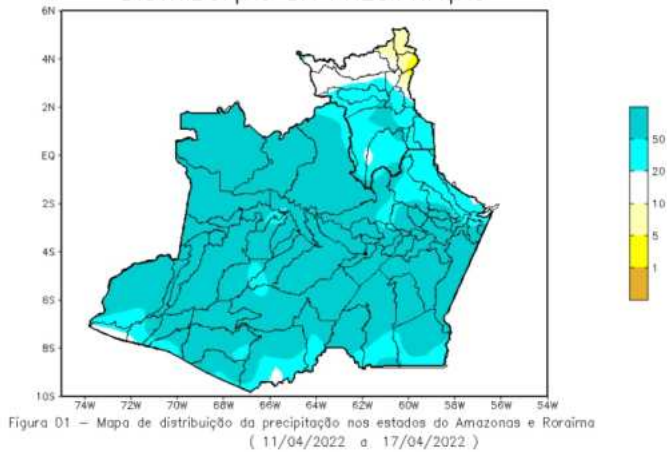 6N
4N
2N
EQ
2S
4S
6S
8S
10S
74W 72W 70W 68W 66W 64W 62W 60W 58W 56W 54W
50
20
10
5
1
Figura 01 – Mapa de distribuição da precipitação nos estados do Amazonas e Roraima
( 11/04/2022 a 17/04/2022 )